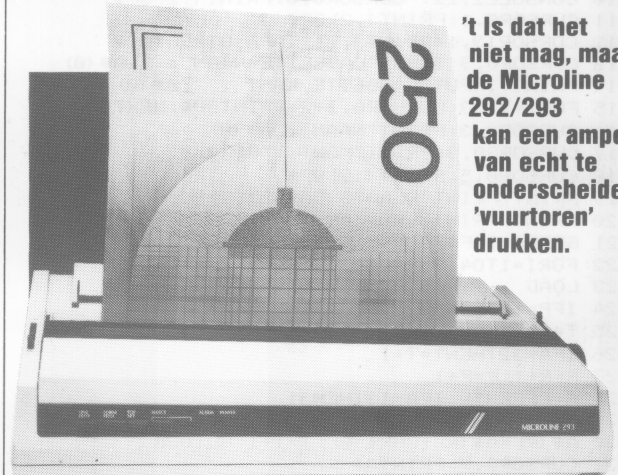 't Is dat het
niet mag, maa
de Microline
292/293
kan een ampe
van echt te
onderscheide
'vuurtoren'
drukken.
250
MICROLINE 293